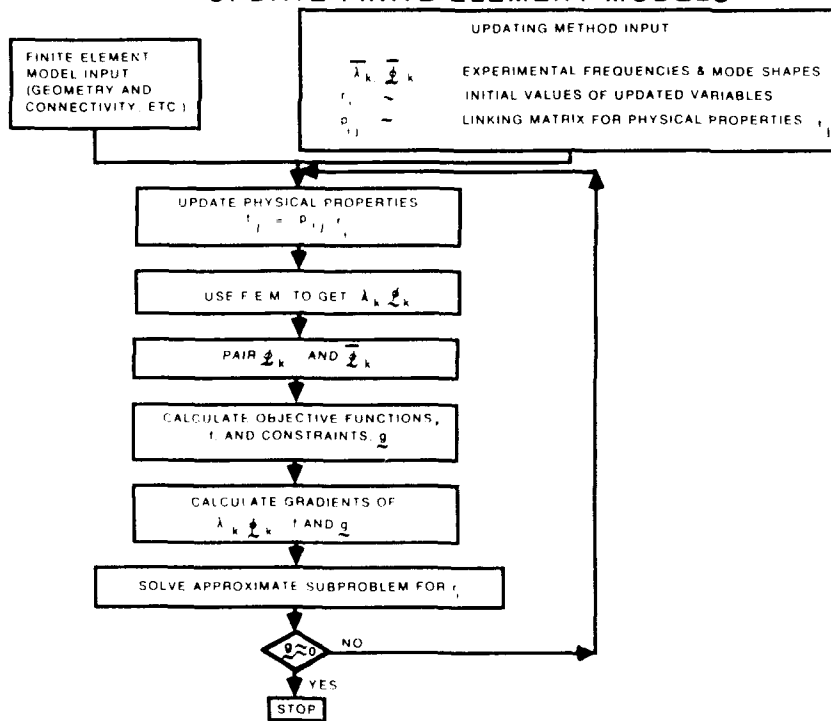 UPDATE FINITE ELEMENT MODELS
UPDATING METHOD INPUT
FINITE ELEMENT
MODEL INPUT
(GEOMETRY AND
CONNECTIVITY, ETC)
λ̅ k, ϕ̅ k EXPERIMENTAL FREQUENCIES & MODE SHAPES
r i ~ INITIAL VALUES OF UPDATED VARIABLES
p i j ~ LINKING MATRIX FOR PHYSICAL PROPERTIES t j
UPDATE PHYSICAL PROPERTIES
t j = p i j r i
USE F.E.M. TO GET λ k ϕ k
PAIR ϕ k AND ϕ̅ k
CALCULATE OBJECTIVE FUNCTIONS,
f, AND CONSTRAINTS, g
CALCULATE GRADIENTS OF
λ k ϕ k f AND g
SOLVE APPROXIMATE SUBPROBLEM FOR r i
g ≈ 0
NO
YES
STOP